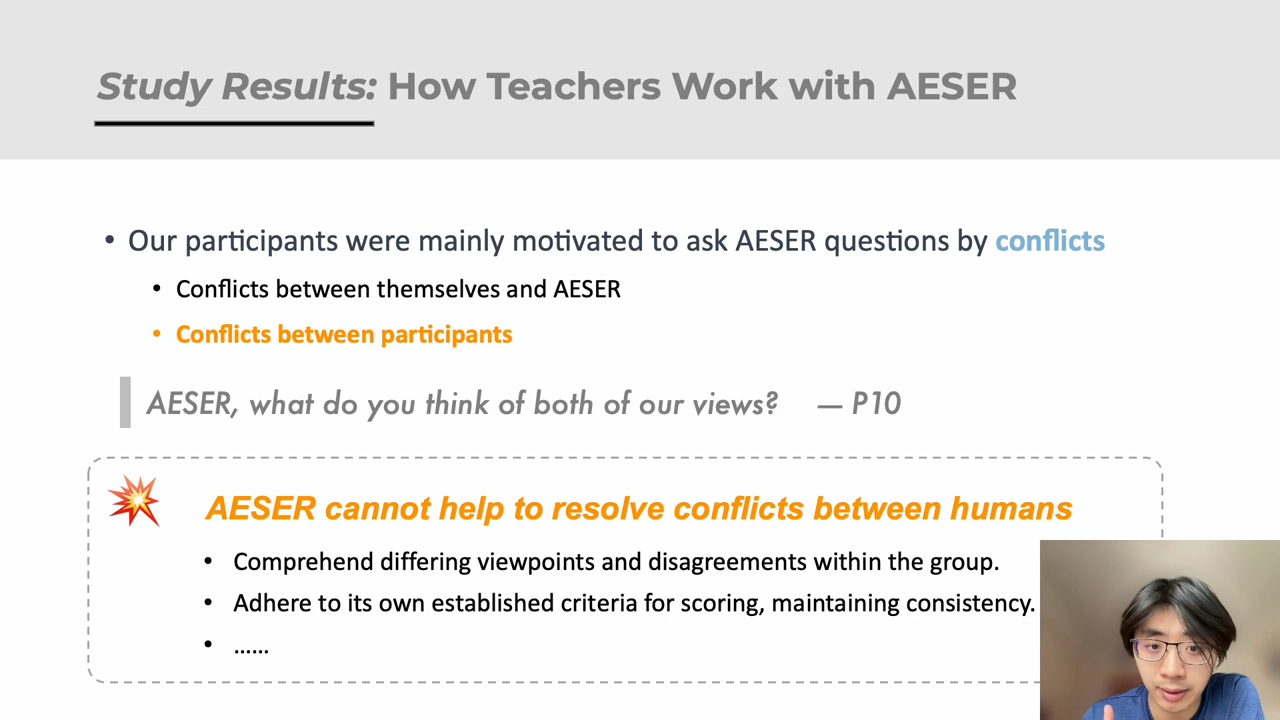 Study Results: How Teachers Work with AESER
• Our participants were mainly motivated to ask AESER questions by conflicts
• Conflicts between themselves and AESER
• Conflicts between participants
AESER, what do you think of both of our views? — P10
AESER cannot help to resolve conflicts between humans
• Comprehend differing viewpoints and disagreements within the group.
• Adhere to its own established criteria for scoring, maintaining consistency.
• ……